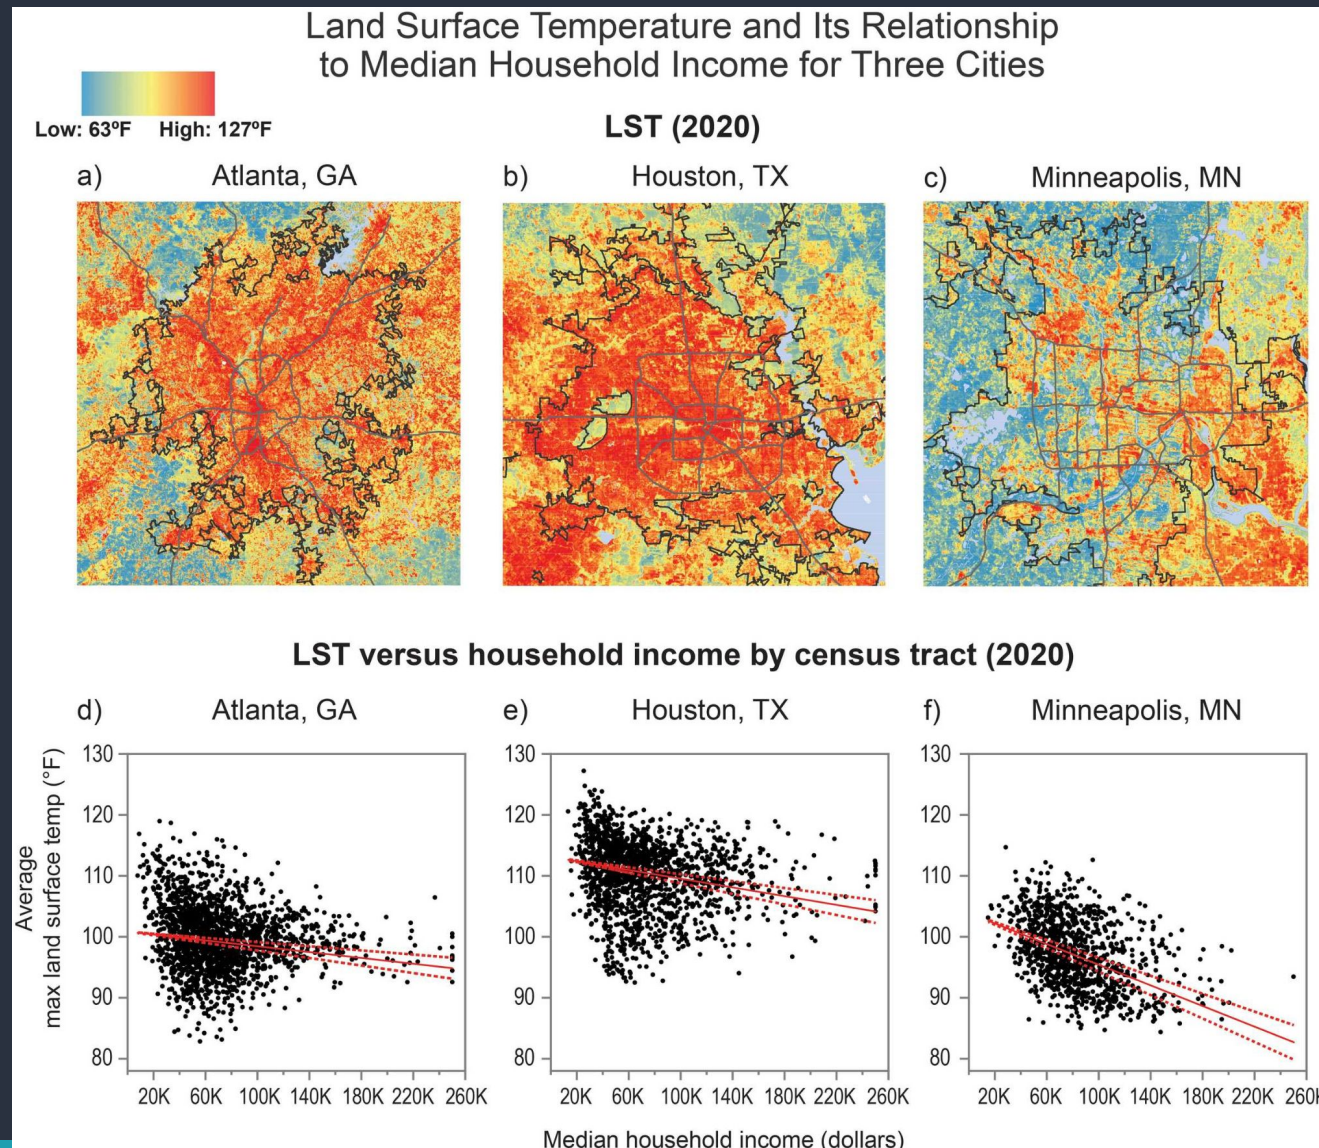 Land Surface Temperature and Its Relationship
to Median Household Income for Three Cities
Low: 63ºF High: 127ºF
LST (2020)
a) Atlanta, GA
b) Houston, TX
c) Minneapolis, MN
LST versus household income by census tract (2020)
d) Atlanta, GA
e) Houston, TX
f) Minneapolis, MN
Average
max land surface temp (°F)
130
120
110
100
90
80
20K 60K 100K 140K 180K 220K 260K
130
120
110
100
90
80
20K 60K 100K 140K 180K 220K 260K
130
120
110
100
90
80
20K 60K 100K 140K 180K 220K 260K
Median household income (dollars)